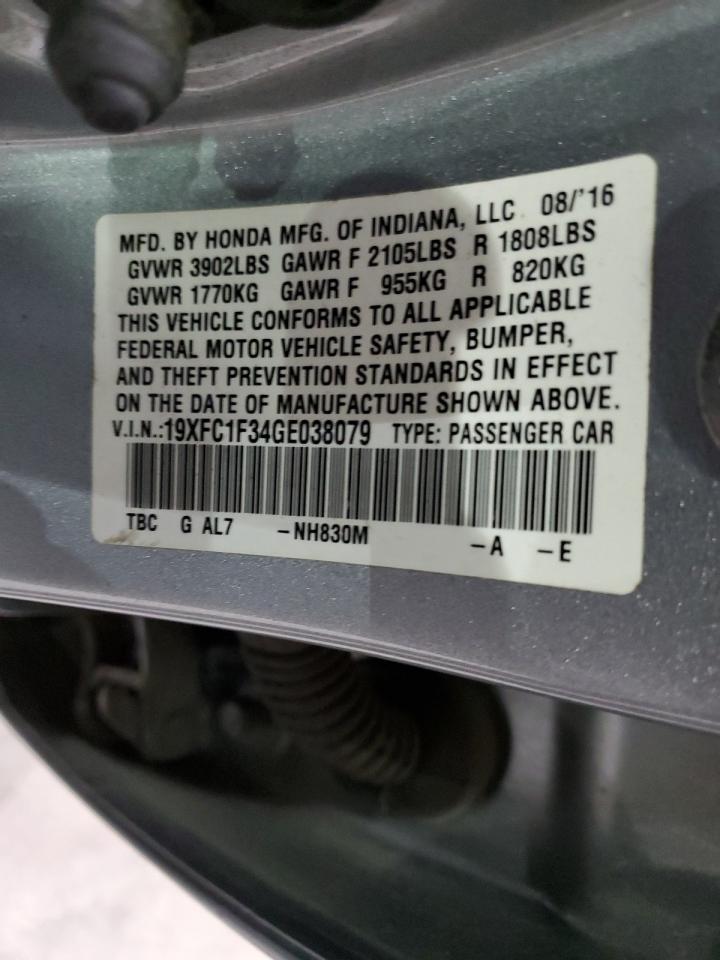 MFD. BY HONDA MFG. OF INDIANA, LLC 08/'16
GVWR 3902LBS GAWR F 2105LBS R 1808LBS
GVWR 1770KG GAWR F 955KG R 820KG
THIS VEHICLE CONFORMS TO ALL APPLICABLE
FEDERAL MOTOR VEHICLE SAFETY, BUMPER,
AND THEFT PREVENTION STANDARDS IN EFFECT
ON THE DATE OF MANUFACTURE SHOWN ABOVE.
V.I.N.:19XFC1F34GE038079 TYPE: PASSENGER CAR
TBC G AL7 -NH830M -A -E